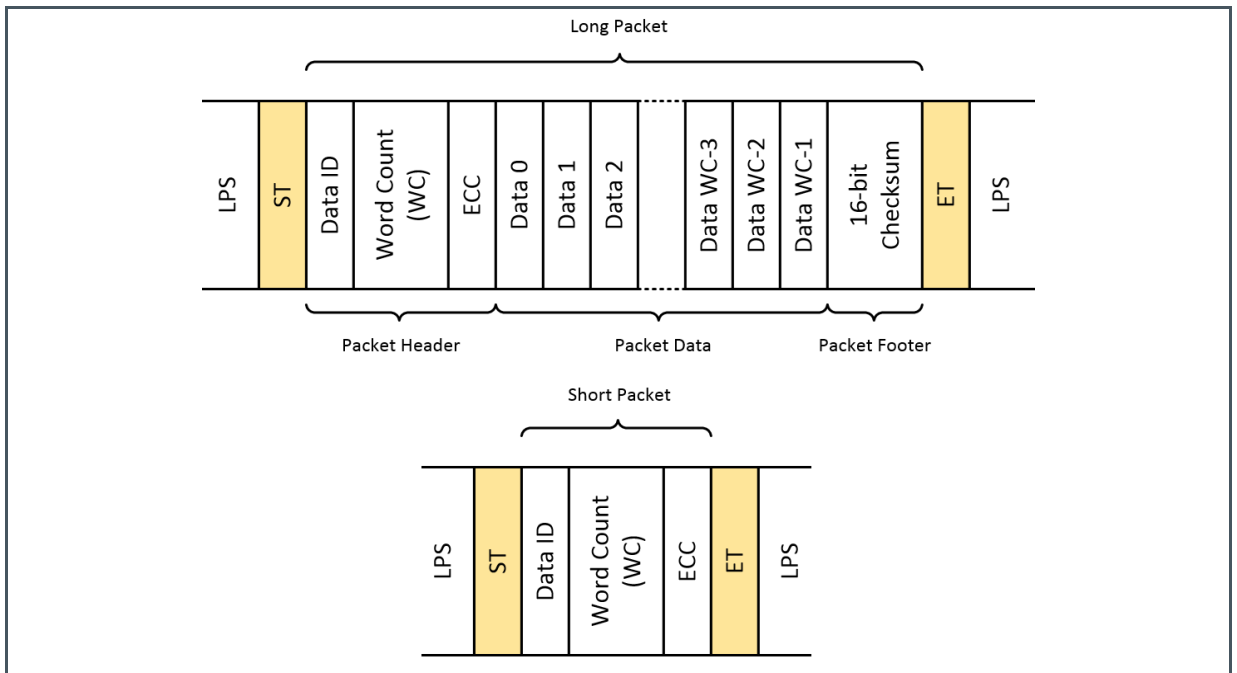 Long Packet
LPS
ST
Data ID
Word Count
(WC)
ECC
Data 0
Data 1
Data 2
Data WC-3
Data WC-2
Data WC-1
16-bit
Checksum
ET
LPS
Packet Header
Packet Data
Packet Footer
Short Packet
LPS
ST
Data ID
Word Count
(WC)
ECC
ET
LPS